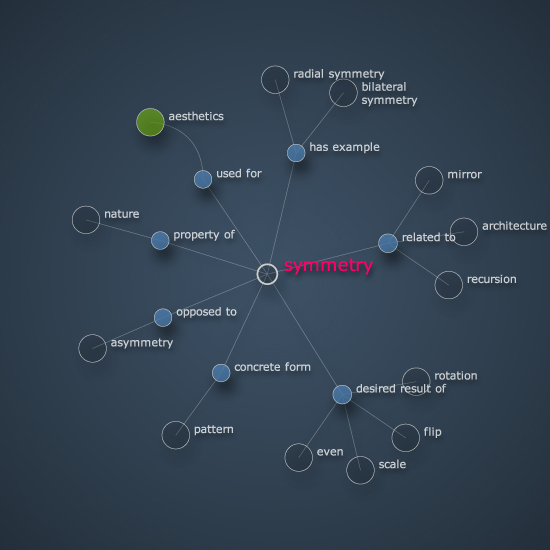 radial symmetry
bilateral
symmetry
aesthetics
has example
used for
mirror
nature
architecture
property of
related to
symmetry
recursion
opposed to
asymmetry
concrete form
rotation
desired result of
pattern
flip
even
scale